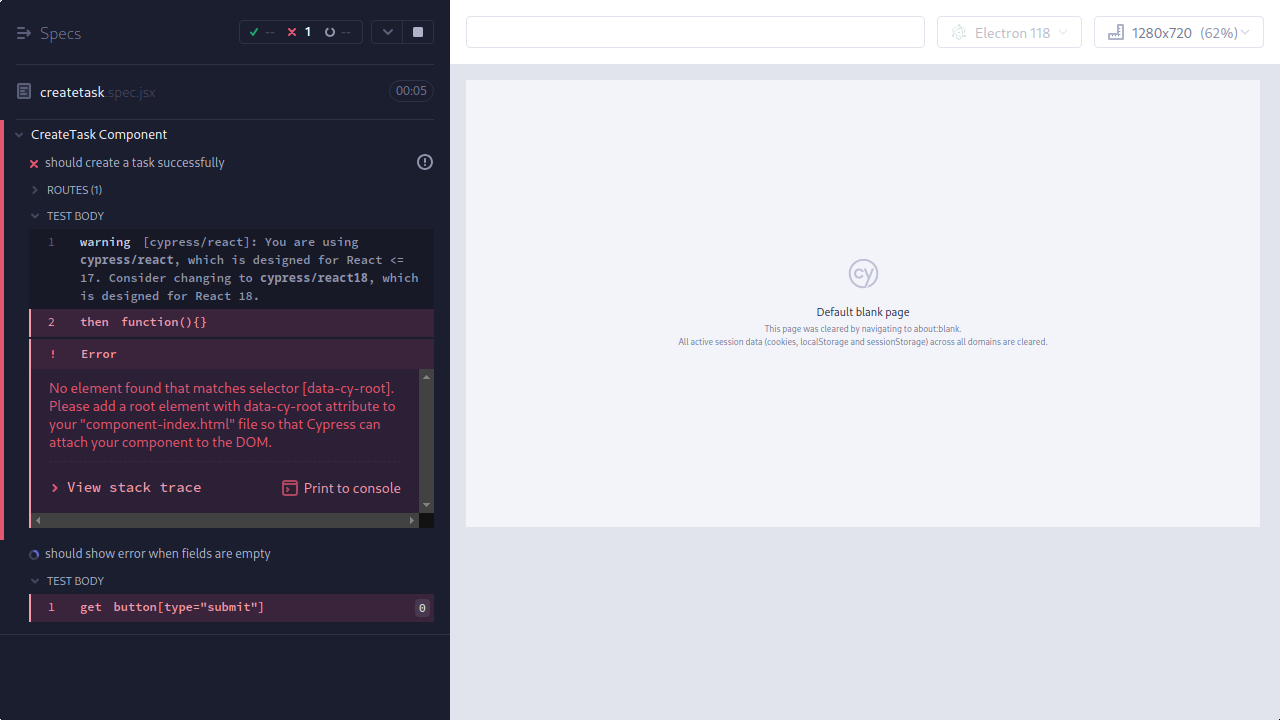 Specs
-- 1 --
Electron 118
1280x720 (62%)
createtask.spec.jsx
00:05
CreateTask Component
should create a task successfully
ROUTES (1)
TEST BODY
1 warning [cypress/react]: You are using
cypress/react, which is designed for React <=
17. Consider changing to cypress/react18, which
is designed for React 18.
2 then function(){}
! Error
No element found that matches selector [data-cy-root].
Please add a root element with data-cy-root attribute to
your "component-index.html" file so that Cypress can
attach your component to the DOM.
View stack trace
Print to console
should show error when fields are empty
TEST BODY
1 get button[type="submit"] 0
cy
Default blank page
This page was cleared by navigating to about:blank.
All active session data (cookies, localStorage and sessionStorage) across all domains are cleared.